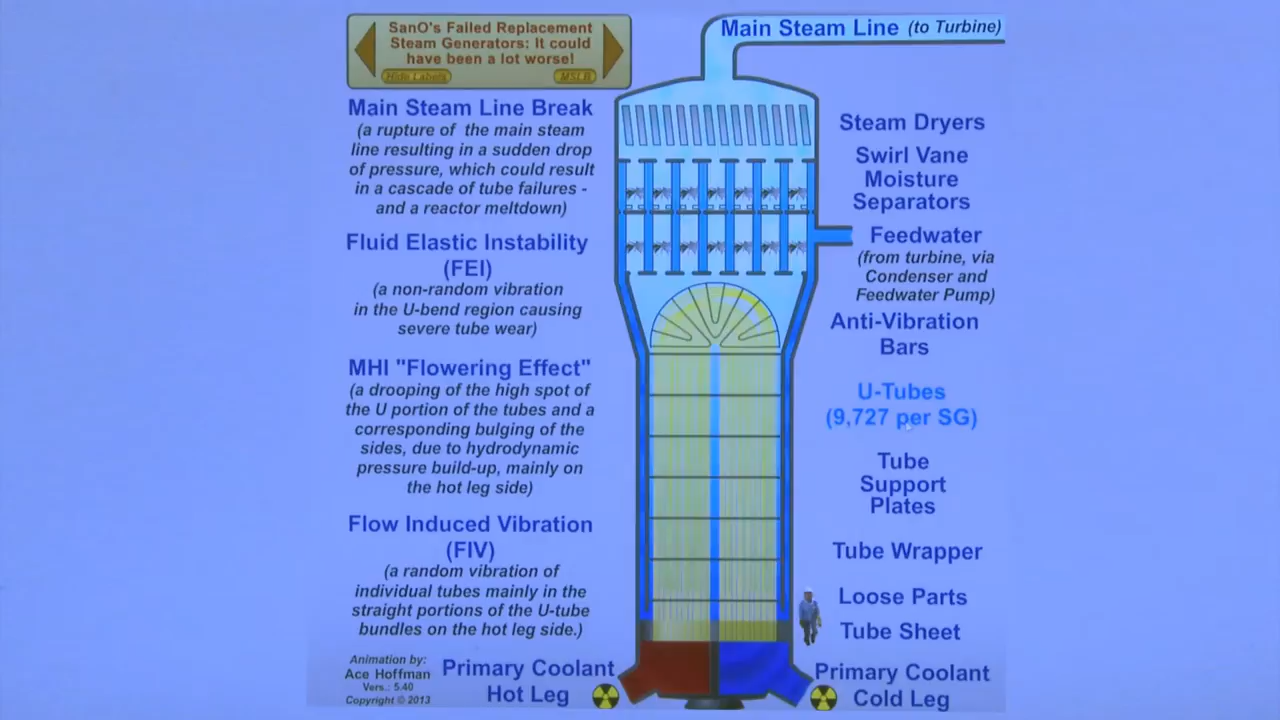 SanO's Failed Replacement
Steam Generators: It could
have been a lot worse!
Hide Labels
MSLB
Main Steam Line (to Turbine)
Main Steam Line Break
(a rupture of the main steam
line resulting in a sudden drop
of pressure, which could result
in a cascade of tube failures -
and a reactor meltdown)
Fluid Elastic Instability
(FEI)
(a non-random vibration
in the U-bend region causing
severe tube wear)
MHI "Flowering Effect"
(a drooping of the high spot of
the U portion of the tubes and a
corresponding bulging of the
sides, due to hydrodynamic
pressure build-up, mainly on
the hot leg side)
Flow Induced Vibration
(FIV)
(a random vibration of
individual tubes mainly in the
straight portions of the U-tube
bundles on the hot leg side.)
Animation by:
Ace Hoffman
Vers.: 5.40
Copyright © 2013
Primary Coolant
Hot Leg
Steam Dryers
Swirl Vane
Moisture
Separators
Feedwater
(from turbine, via
Condenser and
Feedwater Pump)
Anti-Vibration
Bars
U-Tubes
(9,727 per SG)
Tube
Support
Plates
Tube Wrapper
Loose Parts
Tube Sheet
Primary Coolant
Cold Leg